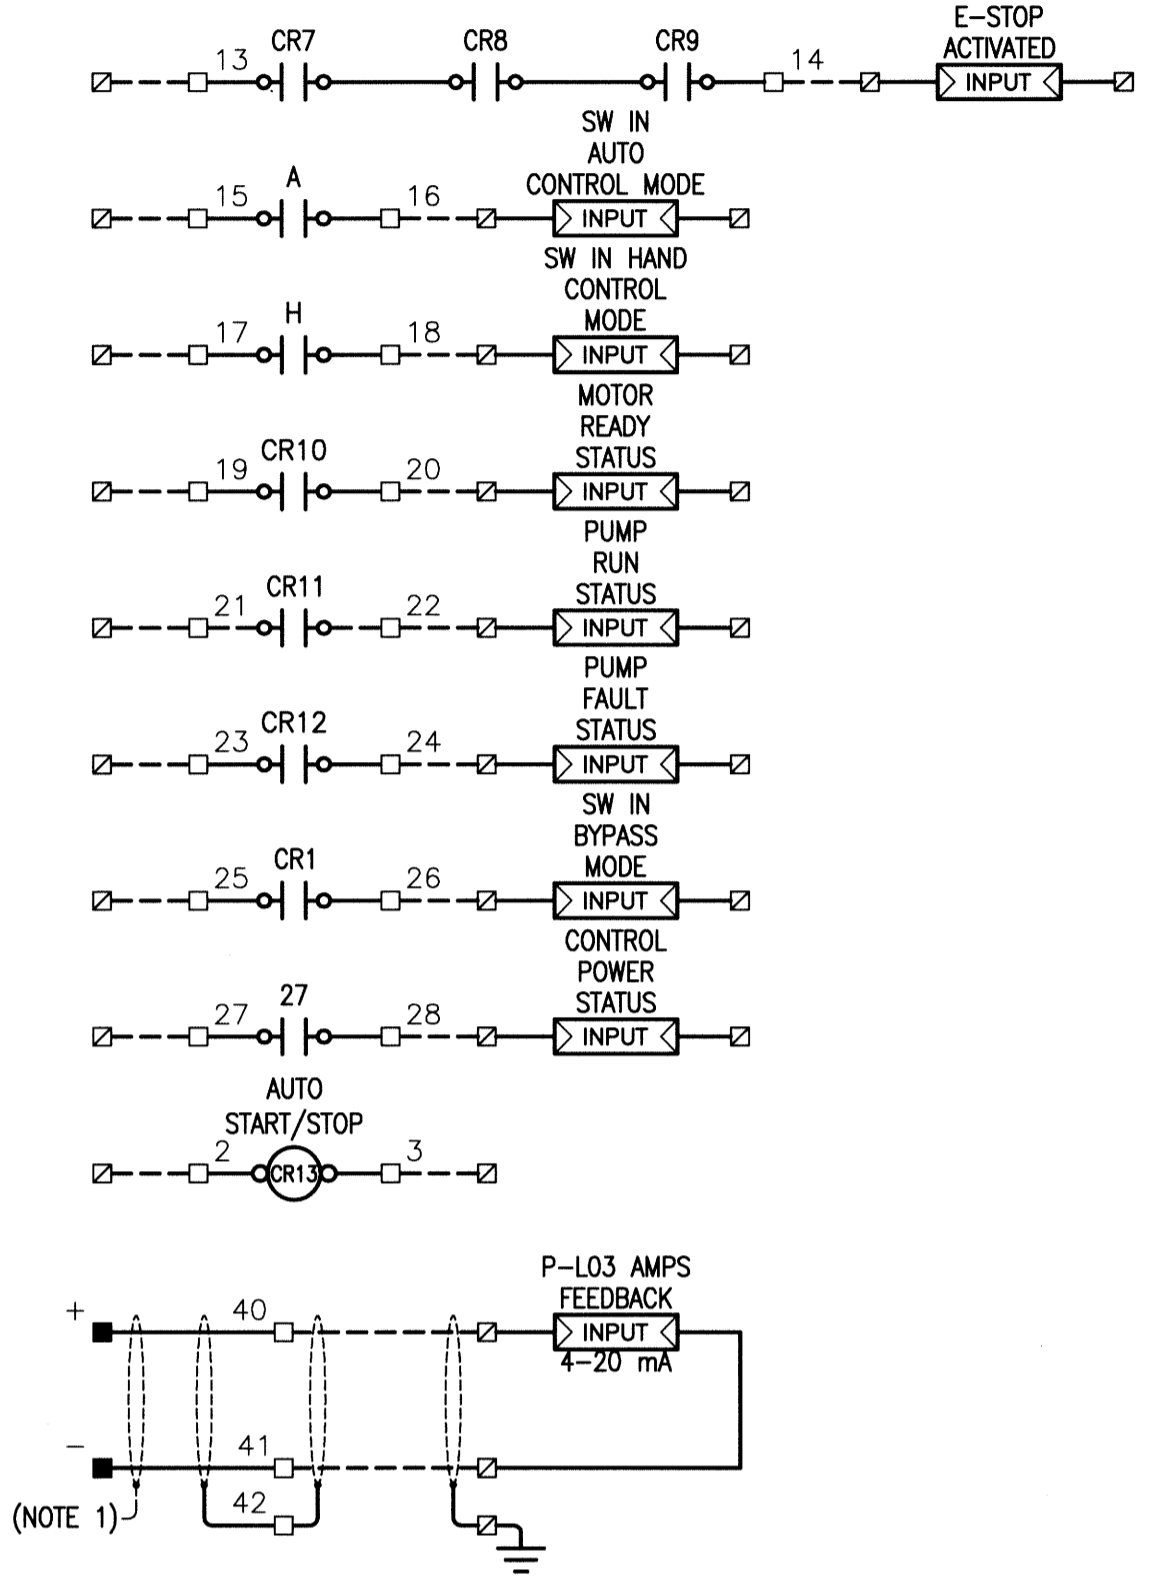 E-STOP
ACTIVATED
CR7 CR8 CR9
13 14
INPUT
SW IN
AUTO
CONTROL MODE
A
15 16
INPUT
SW IN HAND
CONTROL
MODE
H
17 18
INPUT
MOTOR
READY
STATUS
CR10
19 20
INPUT
PUMP
RUN
STATUS
CR11
21 22
INPUT
PUMP
FAULT
STATUS
CR12
23 24
INPUT
SW IN
BYPASS
MODE
CR1
25 26
INPUT
CONTROL
POWER
STATUS
27
27 28
INPUT
AUTO
START/STOP
2 3
CR13
P-L03 AMPS
FEEDBACK
+ 40
INPUT
4-20 mA
- 41
42
(NOTE 1)